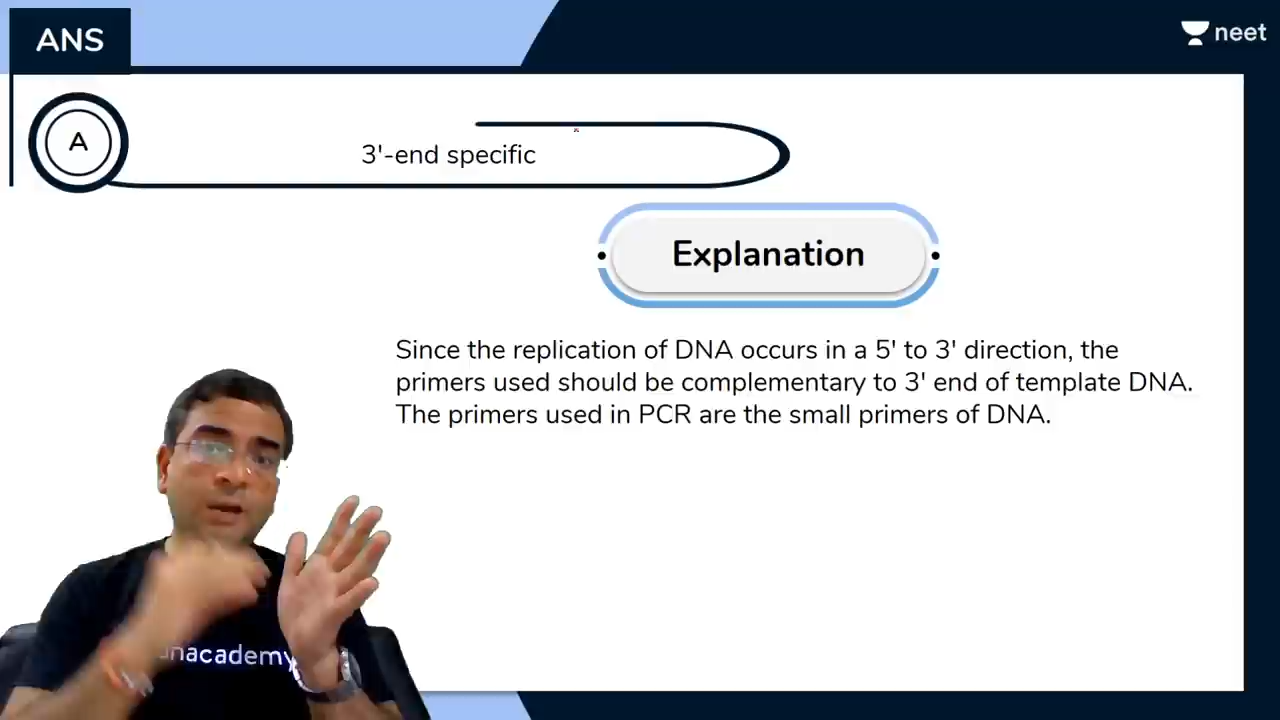 ANS
neet
A
3'-end specific
Explanation
Since the replication of DNA occurs in a 5' to 3' direction, the
primers used should be complementary to 3' end of template DNA.
The primers used in PCR are the small primers of DNA.
unacademy